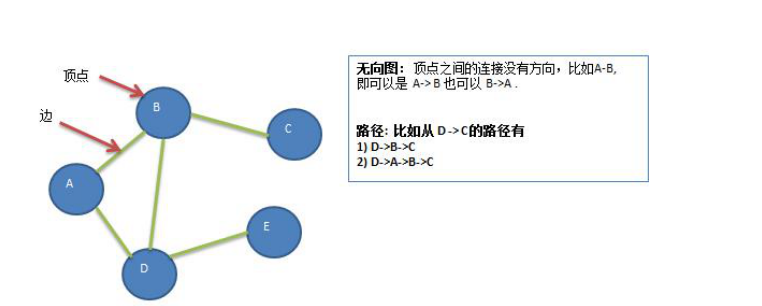 顶点
边
B
C
A
E
D
无向图：顶点之间的连接没有方向，比如A-B,
即可以是 A-> B 也可以 B->A .
路径: 比如从 D -> C的路径有
1) D->B->C
2) D->A->B->C